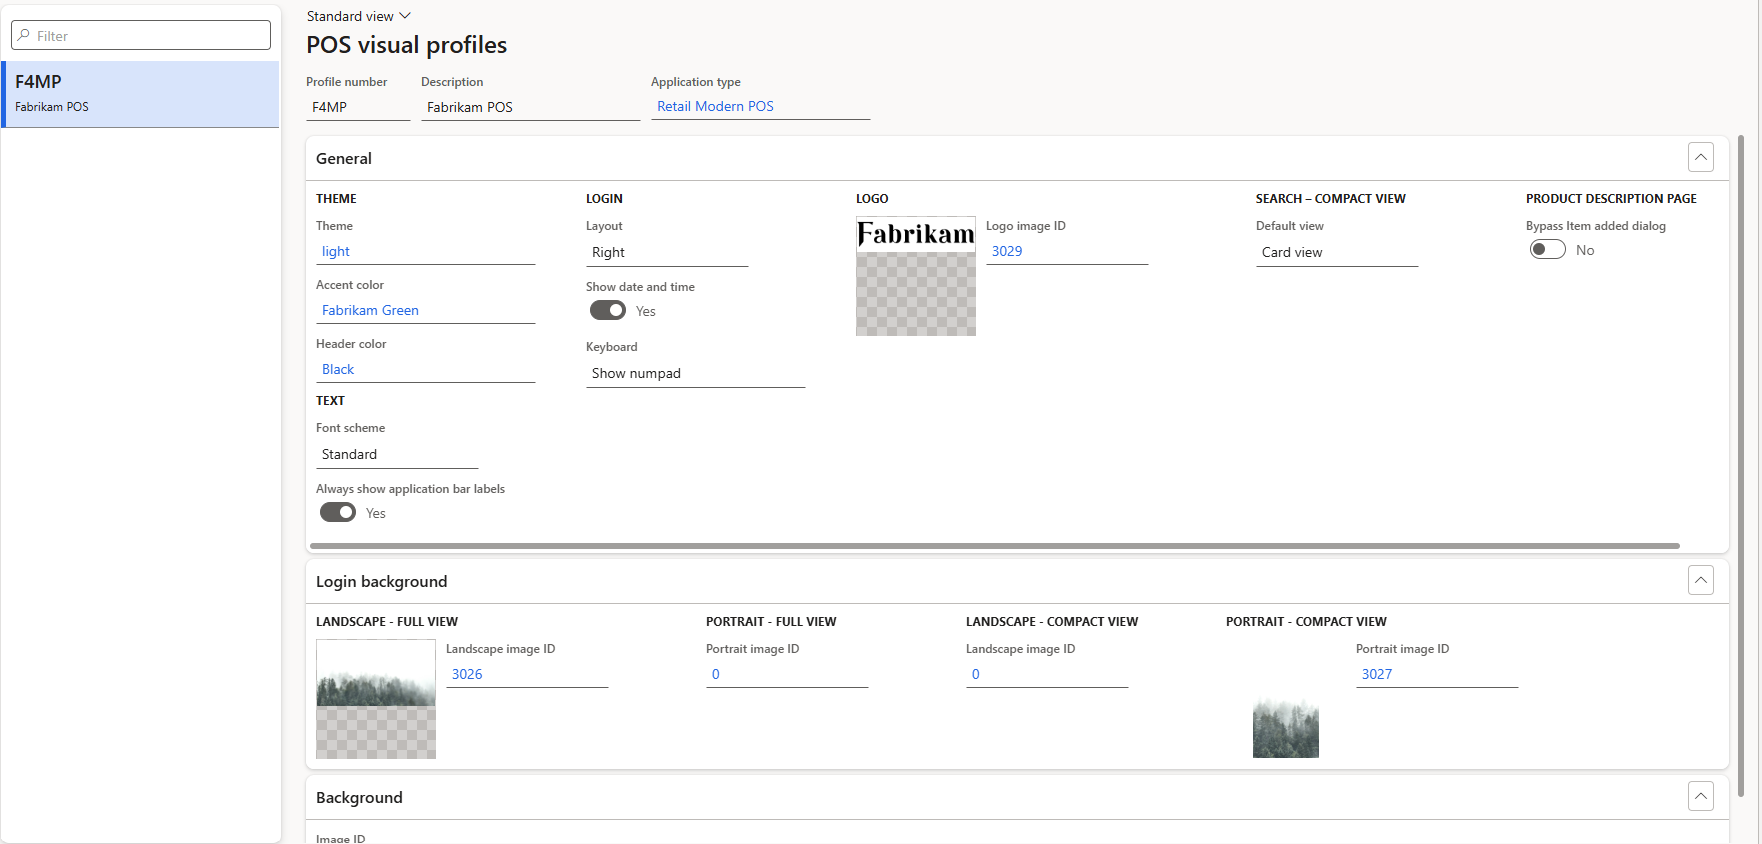 Filter
F4MP
Fabrikam POS
Standard view
POS visual profiles
Profile number
Description
Application type
F4MP
Fabrikam POS
Retail Modern POS
General
THEME
Theme
light
Accent color
Fabrikam Green
Header color
Black
TEXT
Font scheme
Standard
Always show application bar labels
Yes
LOGIN
Layout
Right
Show date and time
Yes
Keyboard
Show numpad
LOGO
Fabrikam
Logo image ID
3029
SEARCH – COMPACT VIEW
Default view
Card view
PRODUCT DESCRIPTION PAGE
Bypass Item added dialog
No
Login background
LANDSCAPE - FULL VIEW
Landscape image ID
3026
PORTRAIT - FULL VIEW
Portrait image ID
0
LANDSCAPE - COMPACT VIEW
Landscape image ID
0
PORTRAIT - COMPACT VIEW
Portrait image ID
3027
Background
Image ID